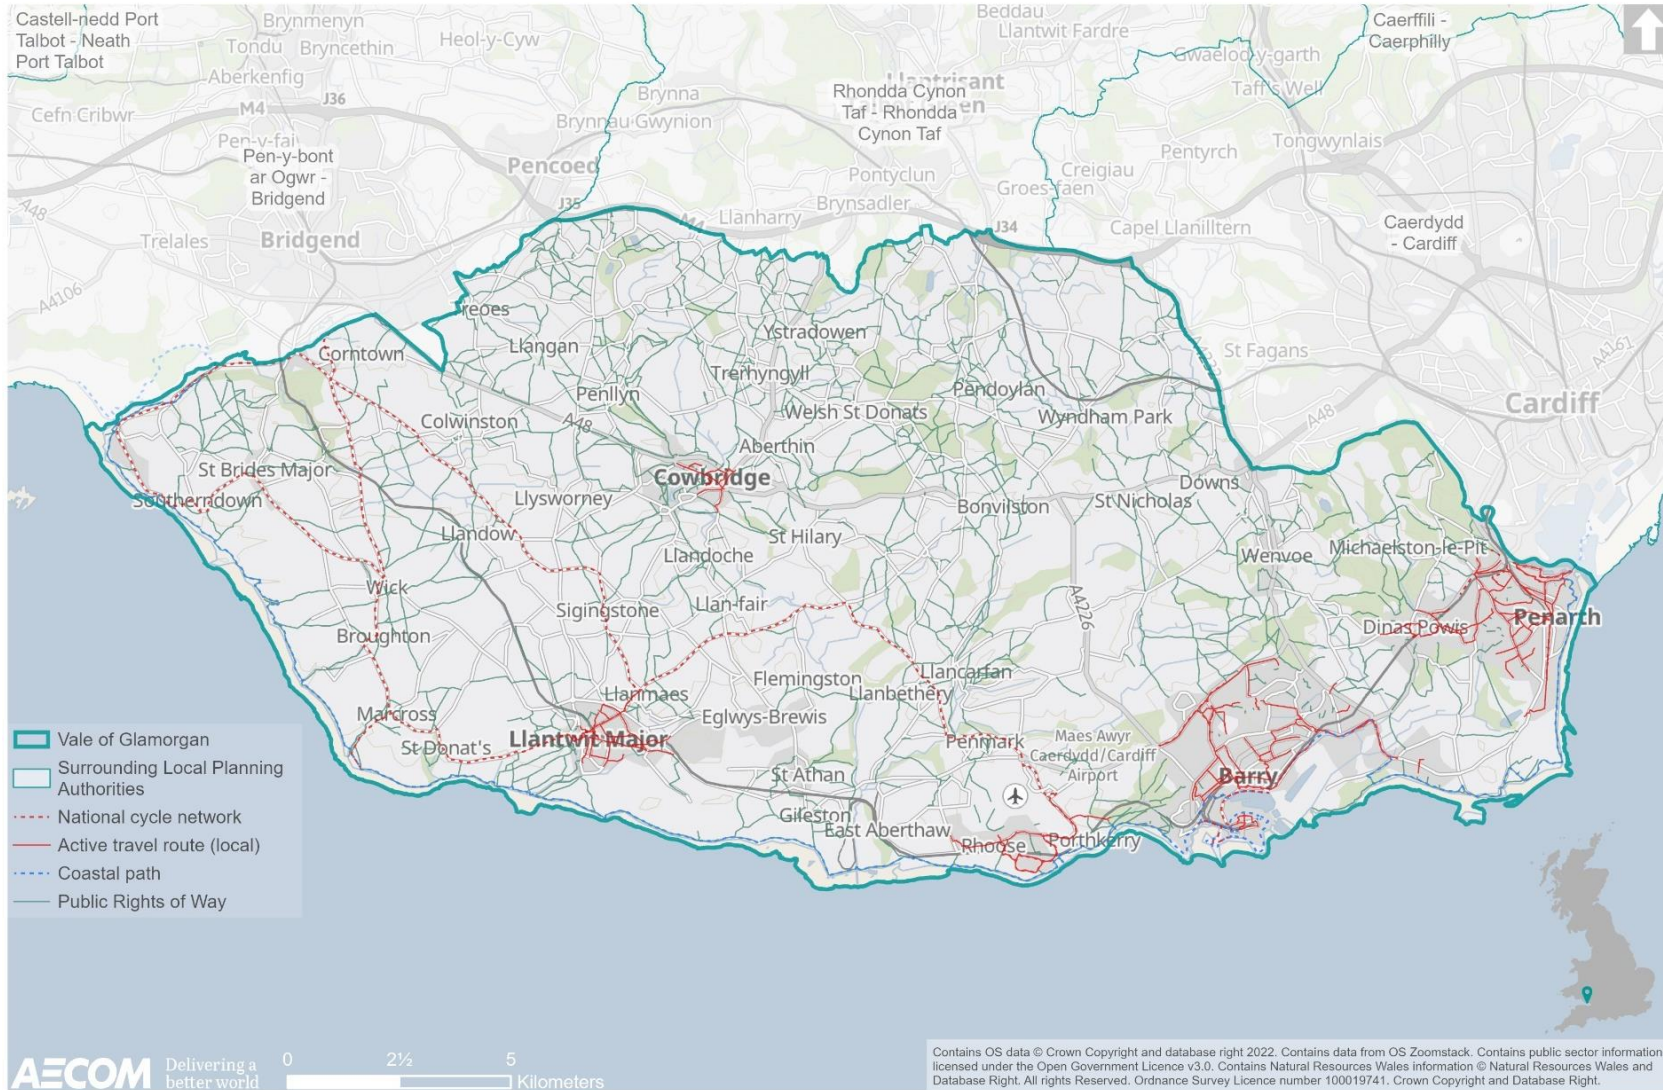 Castell-nedd Port
Talbot - Neath
Port Talbot
Brynmenyn
Tondu
Bryncethin
Heol-y-Cyw
Aberkenfig
J36
M4
Cefn Cribwr
Pen-y-fai
Pen-y-bont
ar Ogwr -
Bridgend
Pencoed
Brynna
Brynnau Gwynion
Beddau
Llantwit Fardre
Llantrisant
Rhondda Cynon
Taf - Rhondda
Cynon Taf
Caerffili -
Caerphilly
Gwaelod-y-garth
Taff's Well
Tongwynlais
Pentyrch
Creigiau
Groes-faen
Pontyclun
Brynsadler
Llanharry
J35
M4
J34
Capel Llanilltern
Caerdydd
- Cardiff
A48
Trelales
Bridgend
A4106
A4161
A4232
St Fagans
A48
Cardiff
Treoes
Corntown
Llangan
Ystradowen
Trerhyngyll
Penllyn
Pendoylan
Colwinston
A48
Welsh St Donats
Wyndham Park
Aberthin
St Brides Major
Cowbridge
Downs
Southerndown
Llysworney
Bonvilston
St Nicholas
Llandow
St Hilary
Llandoche
Wenvoe
Michaelston-le-Pit
Wick
Sigingstone
Llan-fair
A4226
Penarth
Dinas Powis
Broughton
Llancarfan
Flemingston
Llanbethery
Llanmaes
Marcross
Eglwys-Brewis
St Donat's
Llantwit Major
Penmark
Maes Awyr
Caerdydd/Cardiff
Airport
St Athan
Barry
Gileston
East Aberthaw
Rhoose
Porthkerry
Vale of Glamorgan
Surrounding Local Planning
Authorities
National cycle network
Active travel route (local)
Coastal path
Public Rights of Way
AECOM
Delivering a
better world
0 2½ 5
Kilometers
Contains OS data © Crown Copyright and database right 2022. Contains data from OS Zoomstack. Contains public sector information
licensed under the Open Government Licence v3.0. Contains Natural Resources Wales information © Natural Resources Wales and
Database Right. All rights Reserved. Ordnance Survey Licence number 100019741. Crown Copyright and Database Right.